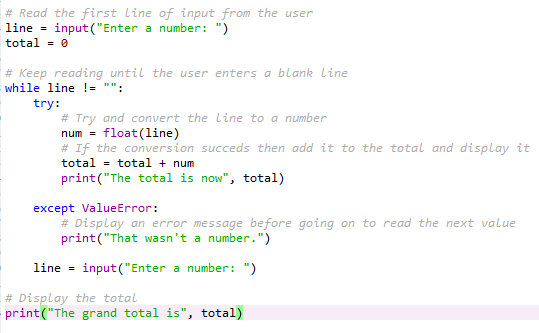 # Read the first line of input from the user
line = input("Enter a number: ")
total = 0
# Keep reading until the user enters a blank line
while line != "":
try:
# Try and convert the line to a number
num = float(line)
# If the conversion succeds then add it to the total and display it
total = total + num
print("The total is now", total)
except ValueError:
# Display an error message before going on to read the next value
print("That wasn't a number.")
line = input("Enter a number: ")
# Display the total
print("The grand total is", total)